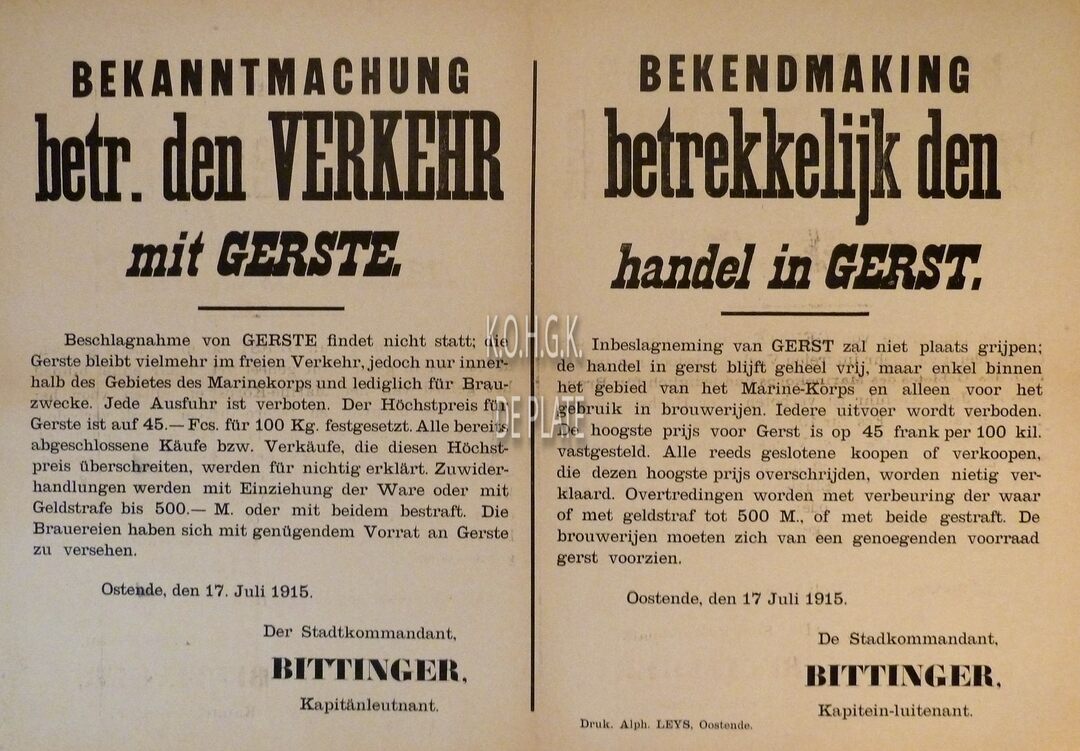 BEKANNTMACHUNG
betr. den VERKEHR
mit GERSTE.
Beschlagnahme von GERSTE findet nicht statt; die
Gerste bleibt vielmehr im freien Verkehr, jedoch nur inner-
halb des Gebietes des Marinekorps und lediglich für Brau-
zwecke. Jede Ausfuhr ist verboten. Der Höchstpreis für
Gerste ist auf 45.— Fcs. für 100 Kg. festgesetzt. Alle bereits
abgeschlossene Käufe bzw. Verkäufe, die diesen Höchst-
preis überschreiten, werden für nichtig erklärt. Zuwider-
handlungen werden mit Einziehung der Ware oder mit
Geldstrafe bis 500.— M. oder mit beidem bestraft. Die
Brauereien haben sich mit genügendem Vorrat an Gerste
zu versehen.
Ostende, den 17. Juli 1915.
Der Stadtkommandant,
BITTINGER,
Kapitänleutnant.
BEKENDMAKING
betrekkelijk den
handel in GERST.
Inbeslagneming van GERST zal niet plaats grijpen;
de handel in gerst blijft geheel vrij, maar enkel binnen
het gebied van het Marine-Korps en alleen voor het
gebruik in brouwerijen. Iedere uitvoer wordt verboden.
De hoogste prijs voor Gerst is op 45 frank per 100 kil.
vastgesteld. Alle reeds geslotene koopen of verkoopen,
die dezen hoogste prijs overschrijden, worden nietig ver-
klaard. Overtredingen worden met verbeuring der waar
of met geldstraf tot 500 M., of met beide gestraft. De
brouwerijen moeten zich van een genoegenden voorraad
gerst voorzien.
Oostende, den 17 Juli 1915.
De Stadkommandant,
BITTINGER,
Kapitein-luitenant.
Druk. Alph. LEYS, Oostende.
K.O.H.G.K.
DE PLATE